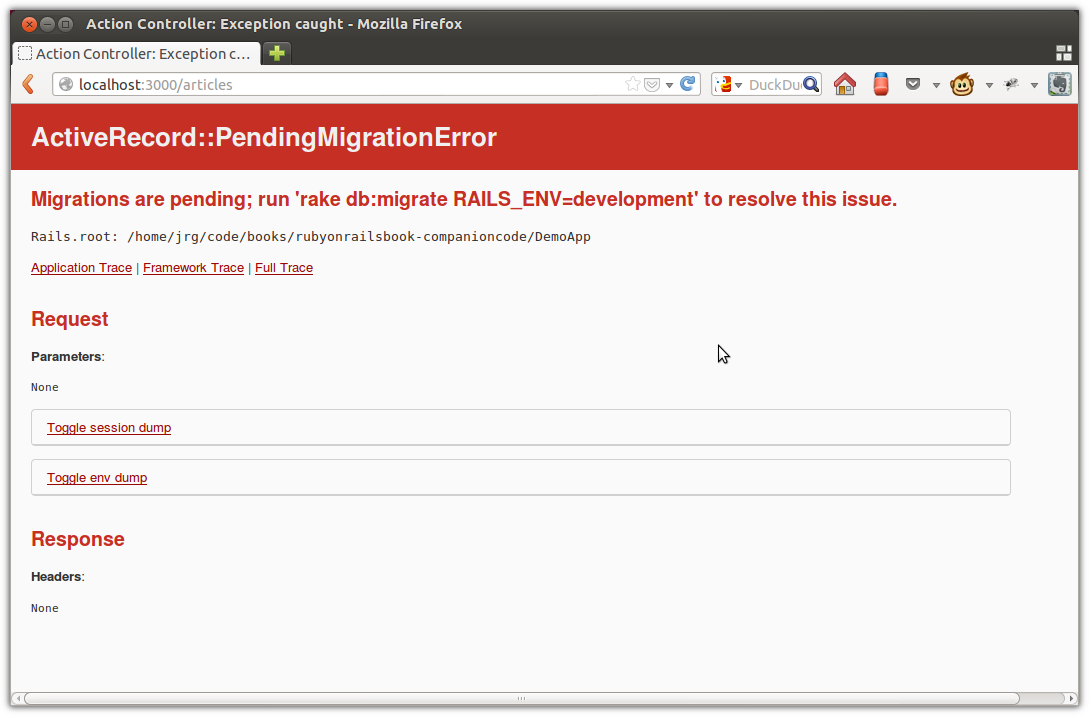 Action Controller: Exception caught - Mozilla Firefox
Action Controller: Exception c...
localhost:3000/articles
DuckDu
ActiveRecord::PendingMigrationError
Migrations are pending; run 'rake db:migrate RAILS_ENV=development' to resolve this issue.
Rails.root: /home/jrg/code/books/rubyonrailsbook-companioncode/DemoApp
Application Trace | Framework Trace | Full Trace
Request
Parameters:
None
Toggle session dump
Toggle env dump
Response
Headers:
None